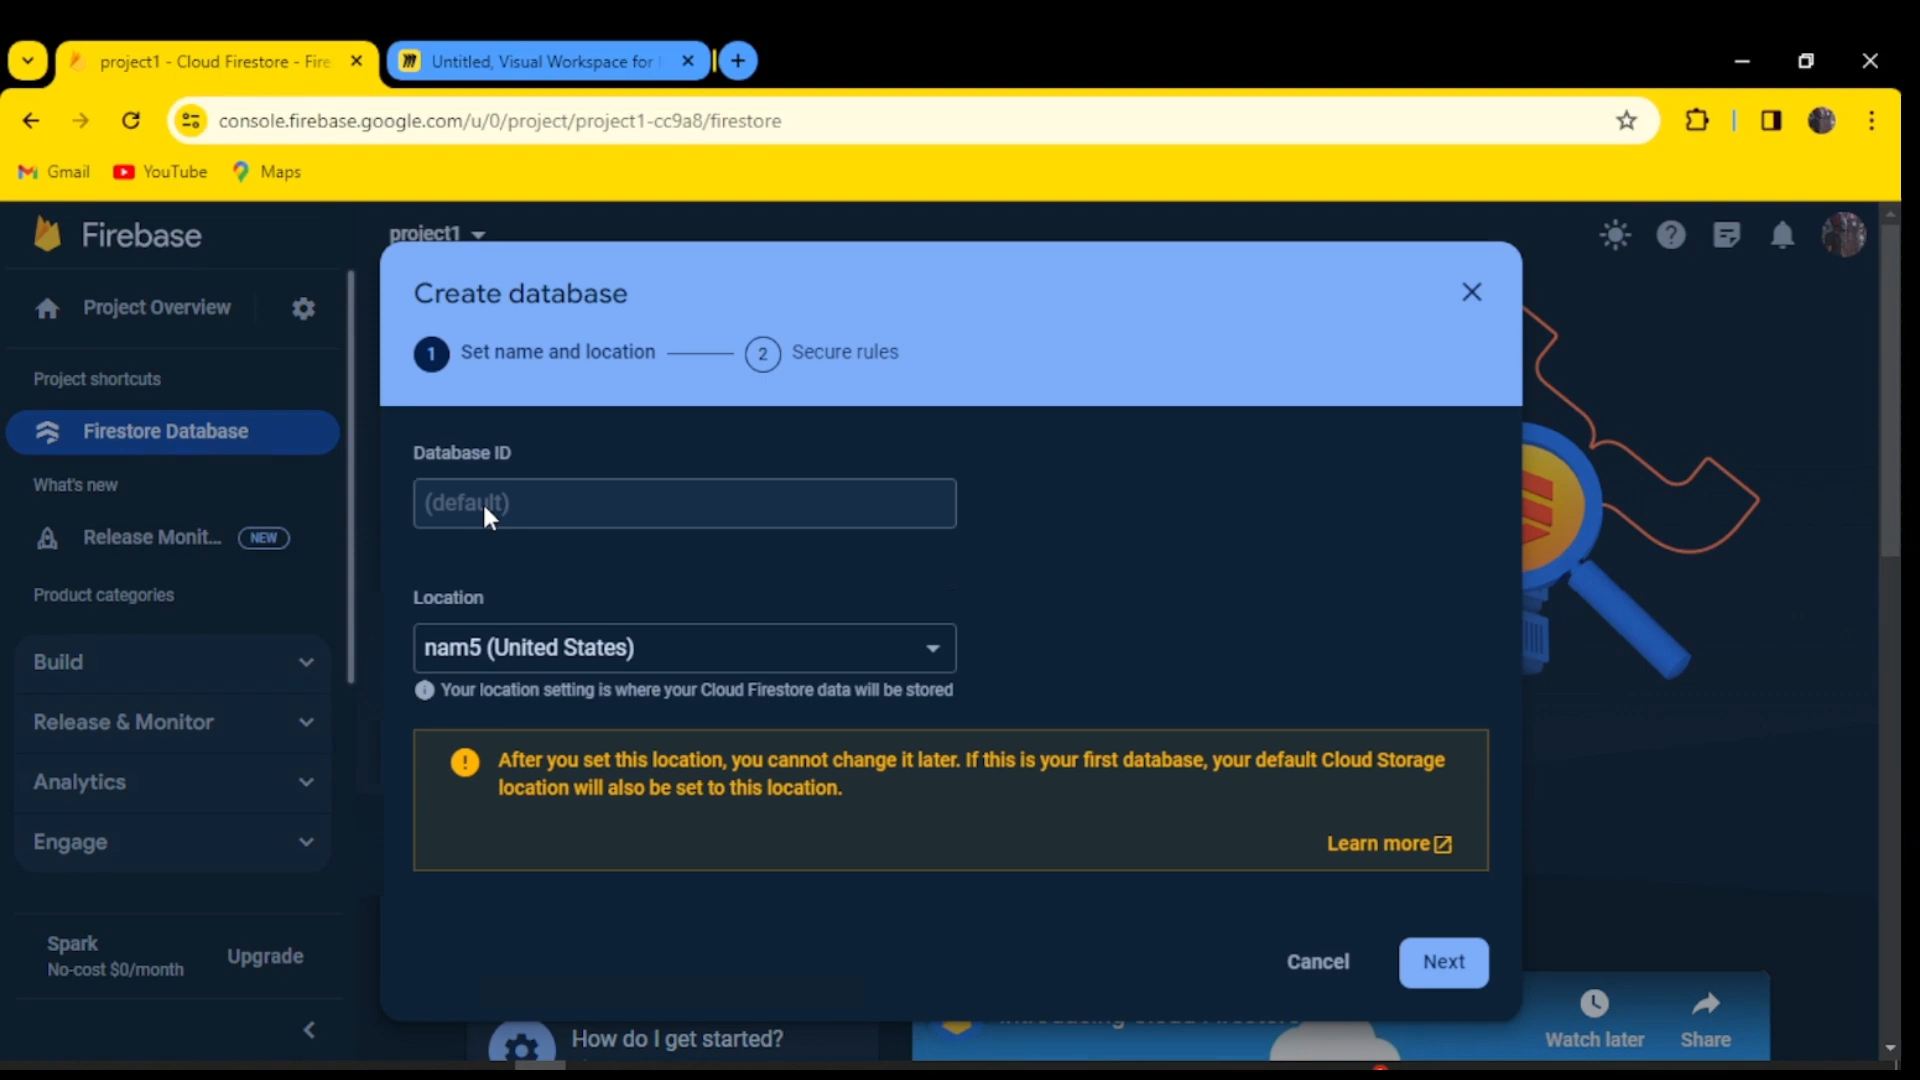 project1 - Cloud Firestore - Fire
Untitled, Visual Workspace for
console.firebase.google.com/u/0/project/project1-cc9a8/firestore
Gmail
YouTube
Maps
Firebase
project1
Project Overview
Project shortcuts
Firestore Database
What's new
Release Monit...
NEW
Product categories
Build
Release & Monitor
Analytics
Engage
Spark
No-cost $0/month
Upgrade
Create database
1 Set name and location
2 Secure rules
Database ID
(default)
Location
nam5 (United States)
Your location setting is where your Cloud Firestore data will be stored
After you set this location, you cannot change it later. If this is your first database, your default Cloud Storage
location will also be set to this location.
Learn more
Cancel
Next
How do I get started?
Watch later
Share